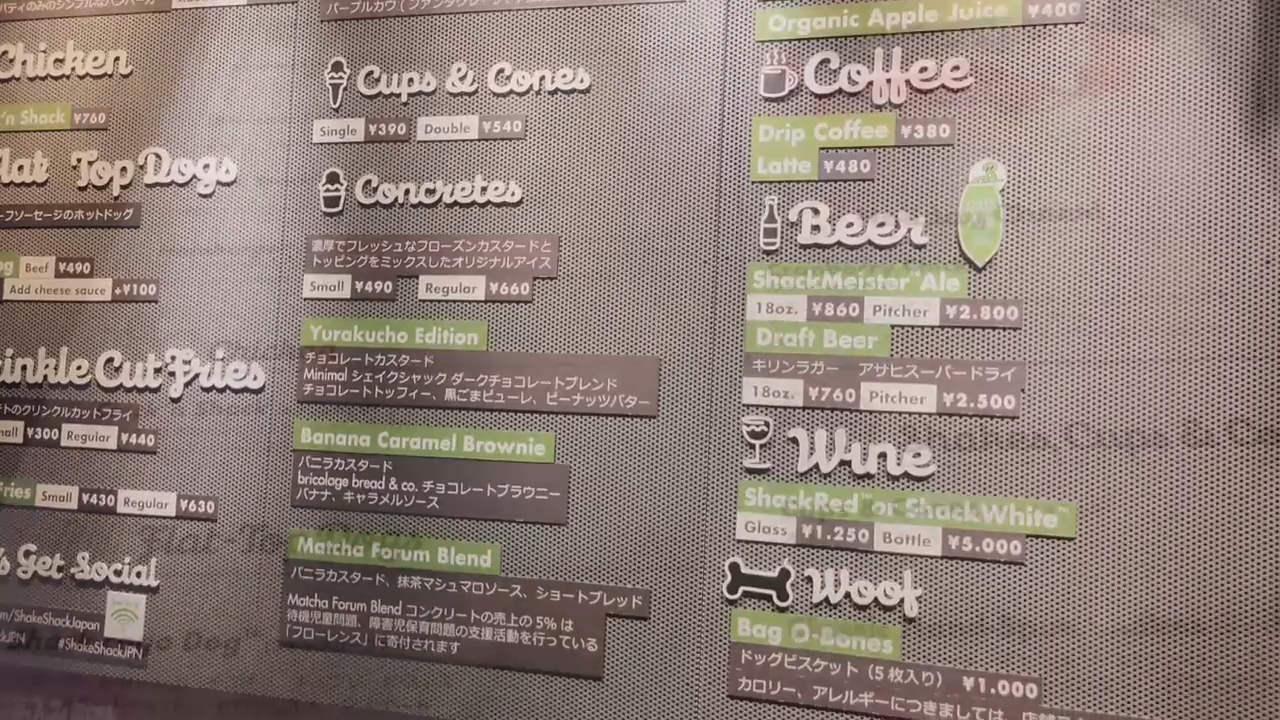 Chicken
'n Shack ¥760
Top Dogs
ーフソーセージのホットドッグ
Beef ¥490
Add cheese sauce +¥100
Cut Fries
テトのクリンクルカットフライ
¥300 Regular ¥440
Fries Small ¥430 Regular ¥630
Get Social
m/ShakeShackJapan
#ShakeShackJPN
Cups & Cones
Single ¥390 Double ¥540
Concretes
濃厚でフレッシュなフローズンカスタードと
トッピングをミックスしたオリジナルアイス
Small ¥490 Regular ¥660
Yurakucho Edition
チョコレートカスタード
Minimal シェイクシャック ダークチョコレートブレンド
チョコレートトッフィー、黒ごまピューレ、ピーナッツバター
Banana Caramel Brownie
バニラカスタード
bricolage bread & co. チョコレートブラウニー
バナナ、キャラメルソース
Matcha Forum Blend
バニラカスタード、抹茶マシュマロソース、ショートブレッド
Matcha Forum Blend コンクリートの売上の 5% は
待機児童問題、障害児保育問題の支援活動を行っている
「フローレンス」に寄付されます
Organic Apple Juice ¥400
Coffee
Drip Coffee ¥380
Latte ¥480
Beer
ShackMeister™ Ale
18oz. ¥860 Pitcher ¥2.800
Draft Beer
キリンラガー アサヒスーパードライ
18oz. ¥760 Pitcher ¥2.500
Wine
ShackRed™ or ShackWhite™
Glass ¥1.250 Bottle ¥5.000
Woof
Bag O-Bones
ドッグビスケット（5 枚入り） ¥1.000
カロリー、アレルギーにつきましては、店舗